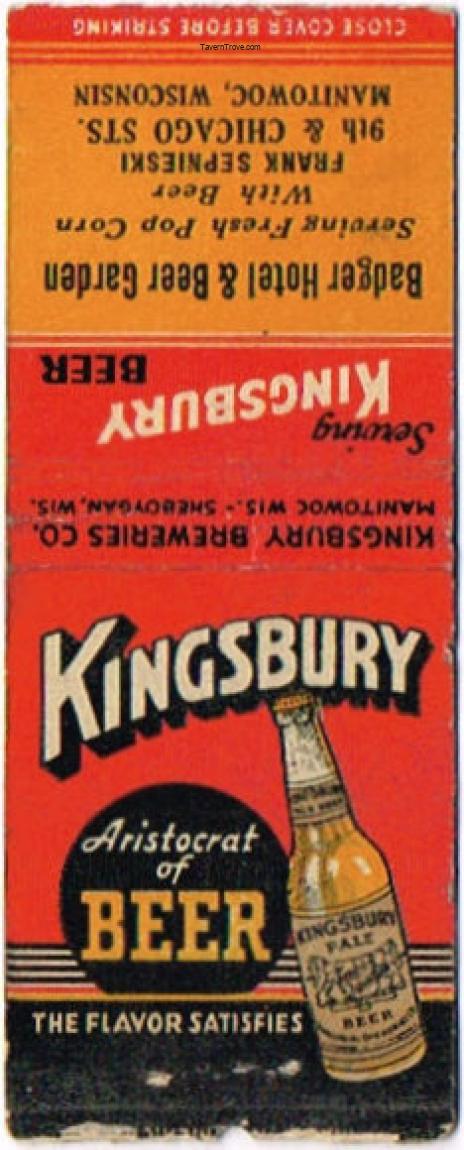 TavernTrove.com
KINGSBURY
Aristocrat
of
BEER
KINGSBURY
PALE
BEER
THE FLAVOR SATISFIES
KINGSBURY BREWERIES CO.
MANITOWOC WIS. - SHEBOYGAN, WIS.
Serving
KINGSBURY
BEER
Badger Hotel & Beer Garden
Serving Fresh Pop Corn
With Beer
FRANK SEPNIESKI
9th & CHICAGO STS.
MANITOWOC, WISCONSIN
CLOSE COVER BEFORE STRIKING